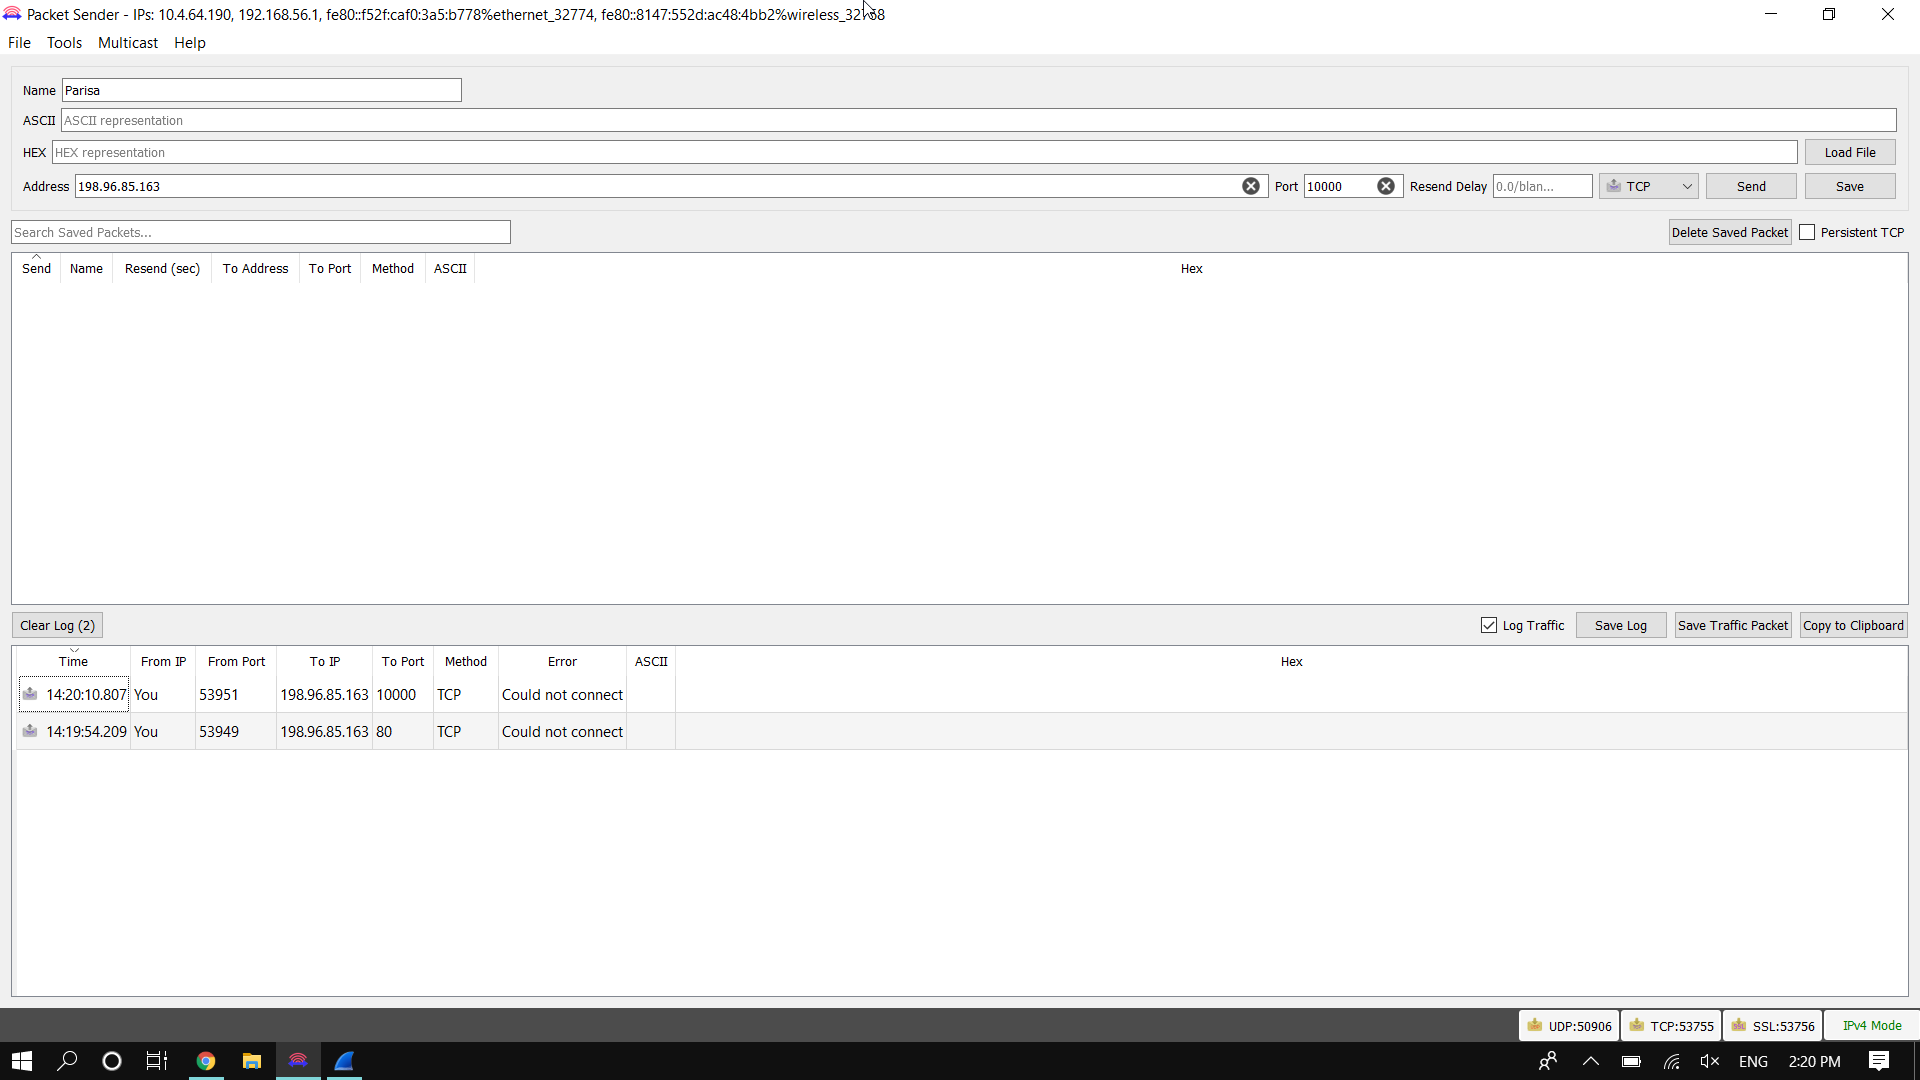 Packet Sender - IPs: 10.4.64.190, 192.168.56.1, fe80::f52f:caf0:3a5:b778%ethernet_32774, fe80::8147:552d:ac48:4bb2%wireless_32768
File Tools Multicast Help
Name Parisa
ASCII ASCII representation
HEX HEX representation Load File
Address 198.96.85.163 Port 10000 Resend Delay 0.0/blan... TCP Send Save
Search Saved Packets... Delete Saved Packet Persistent TCP
Send Name Resend (sec) To Address To Port Method ASCII Hex
Clear Log (2) Log Traffic Save Log Save Traffic Packet Copy to Clipboard
Time From IP From Port To IP To Port Method Error ASCII Hex
14:20:10.807 You 53951 198.96.85.163 10000 TCP Could not connect
14:19:54.209 You 53949 198.96.85.163 80 TCP Could not connect
UDP:50906 TCP:53755 SSL:53756 IPv4 Mode
ENG 2:20 PM